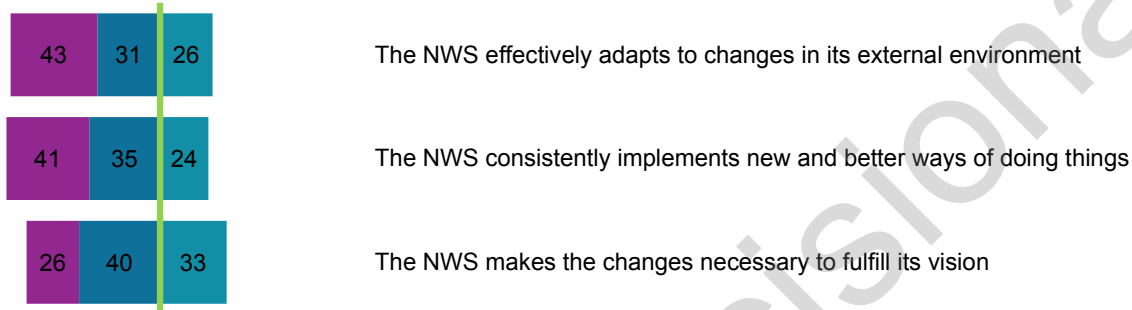 43 31 26 The NWS effectively adapts to changes in its external environment
41 35 24 The NWS consistently implements new and better ways of doing things
26 40 33 The NWS makes the changes necessary to fulfill its vision